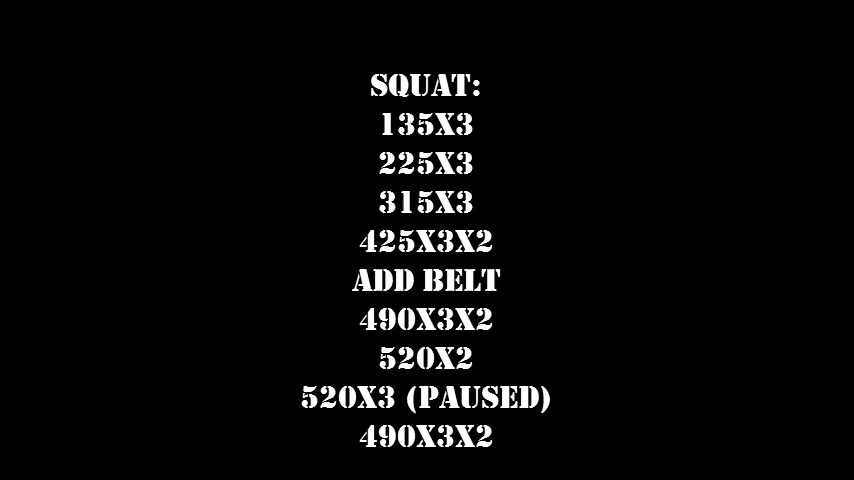 SQUAT:
135X3
225X3
315X3
425X3X2
ADD BELT
490X3X2
520X2
520X3 (PAUSED)
490X3X2